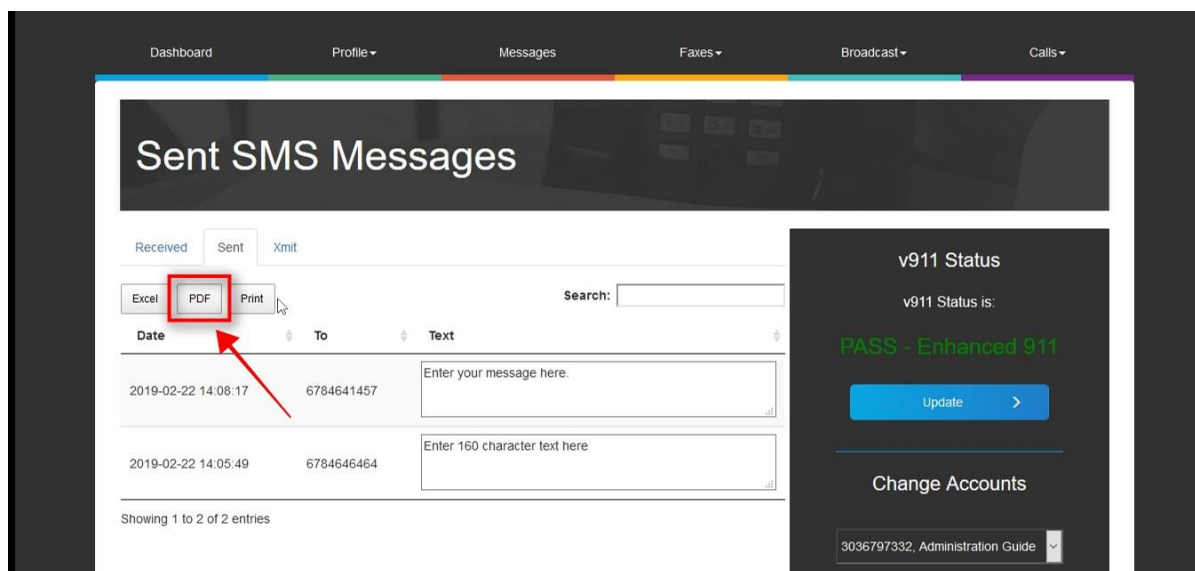 Dashboard Profile Messages Faxes Broadcast Calls
Sent SMS Messages
Received Sent Xmit
Excel PDF Print Search:
Date To Text
2019-02-22 14:08:17 6784641457 Enter your message here.
2019-02-22 14:05:49 6784646464 Enter 160 character text here
Showing 1 to 2 of 2 entries
v911 Status
v911 Status is:
PASS - Enhanced 911
Update
Change Accounts
3036797332, Administration Guide